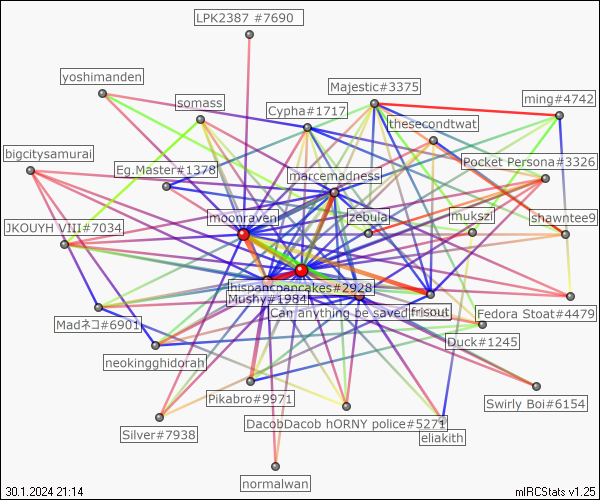 LPK2387 #7690
yoshimanden
Majestic#3375
ming#4742
somass
Cypha#1717
thesecondtwat
bigcitysamurai
Eg.Master#1378
Pocket Persona#3326
marcemadness
moonraven
zebula
mukszi
shawntee9
JKOUYH VIII#7034
hispancpancakes#2928
Mushy#1984
Can anything be saved
frisout
Fedora Stoat#4479
Madネコ#6901
Duck#1245
neokingghidorah
Pikabro#9971
Swirly Boi#6154
DacobDacob hORNY police#5271
Silver#7938
eliakith
normalwan
30.1.2024 21:14
mIRCStats v1.25